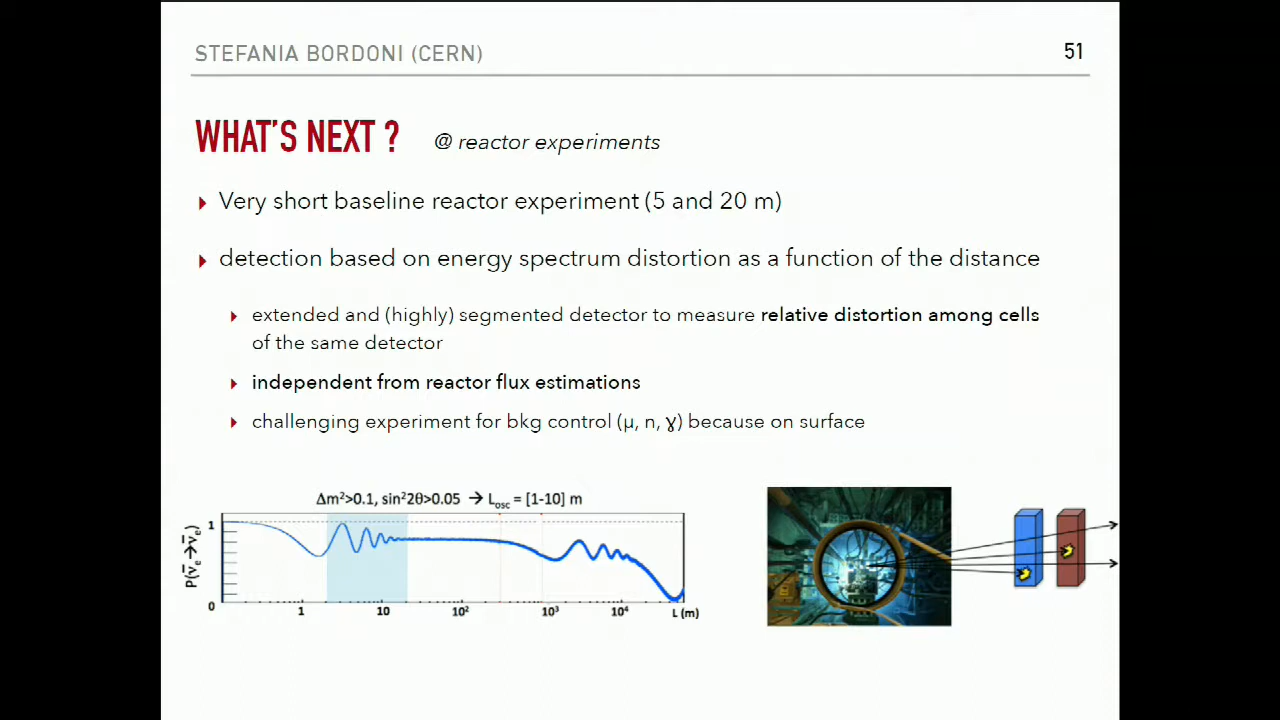 STEFANIA BORDONI (CERN)
51
WHAT'S NEXT ?
@ reactor experiments
Very short baseline reactor experiment (5 and 20 m)
detection based on energy spectrum distortion as a function of the distance
extended and (highly) segmented detector to measure relative distortion among cells
of the same detector
independent from reactor flux estimations
challenging experiment for bkg control (μ, n, ɣ) because on surface
Δm²>0.1, sin²2θ>0.05 → Losc = [1-10] m
P(ν̅e→ν̅e)
1
0
1
10
10²
10³
10⁴
L (m)